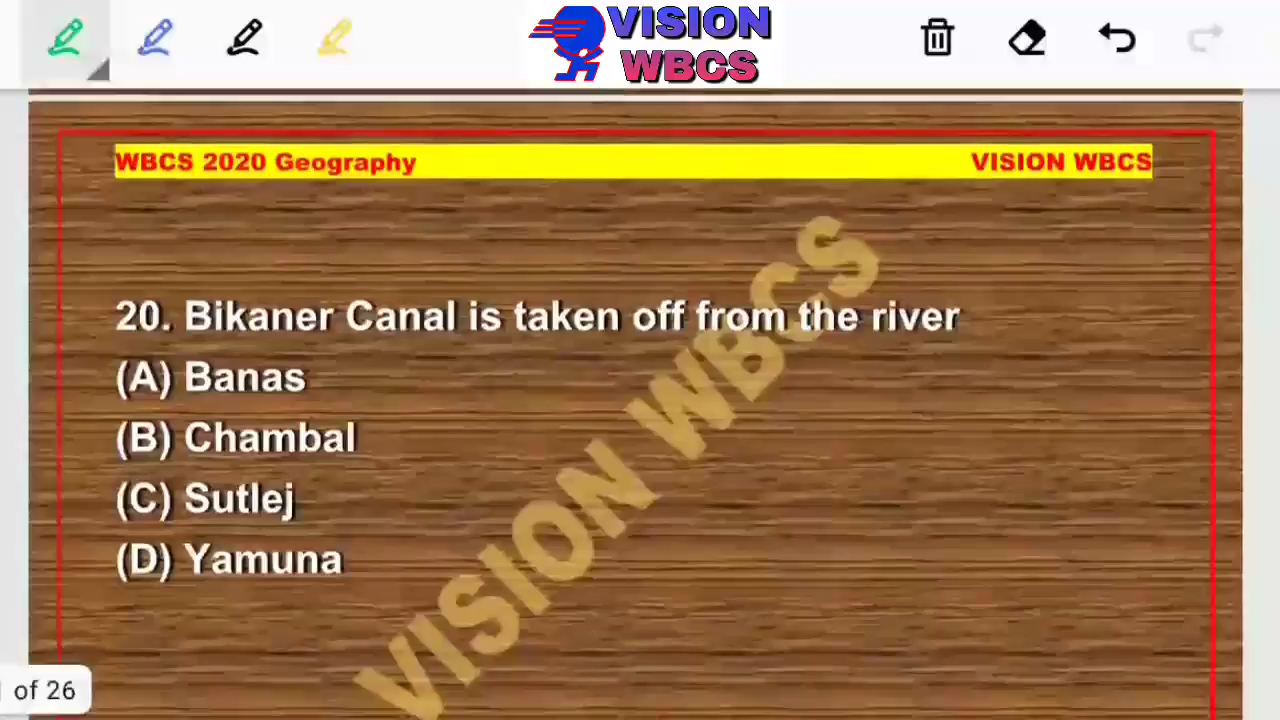 VISION
WBCS
WBCS 2020 Geography VISION WBCS
20. Bikaner Canal is taken off from the river
(A) Banas
(B) Chambal
(C) Sutlej
(D) Yamuna
VISION WBCS
of 26